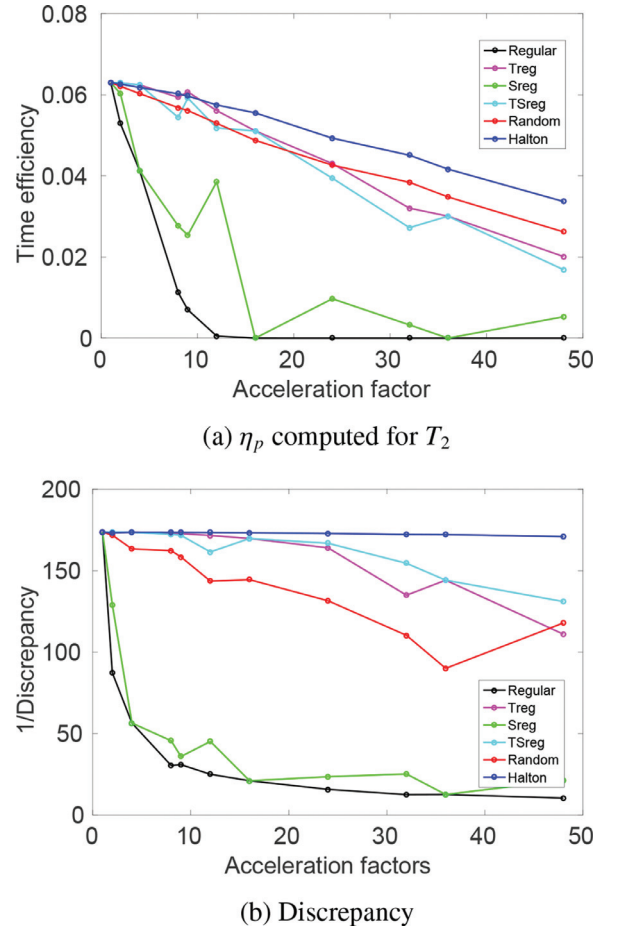 0.08
0.06
0.04
0.02
0
Time efficiency
Regular
Treg
Sreg
TSreg
Random
Halton
0 10 20 30 40 50
Acceleration factor
(a) ηp computed for T2
200
150
100
50
0
1/Discrepancy
Regular
Treg
Sreg
TSreg
Random
Halton
0 10 20 30 40 50
Acceleration factors
(b) Discrepancy